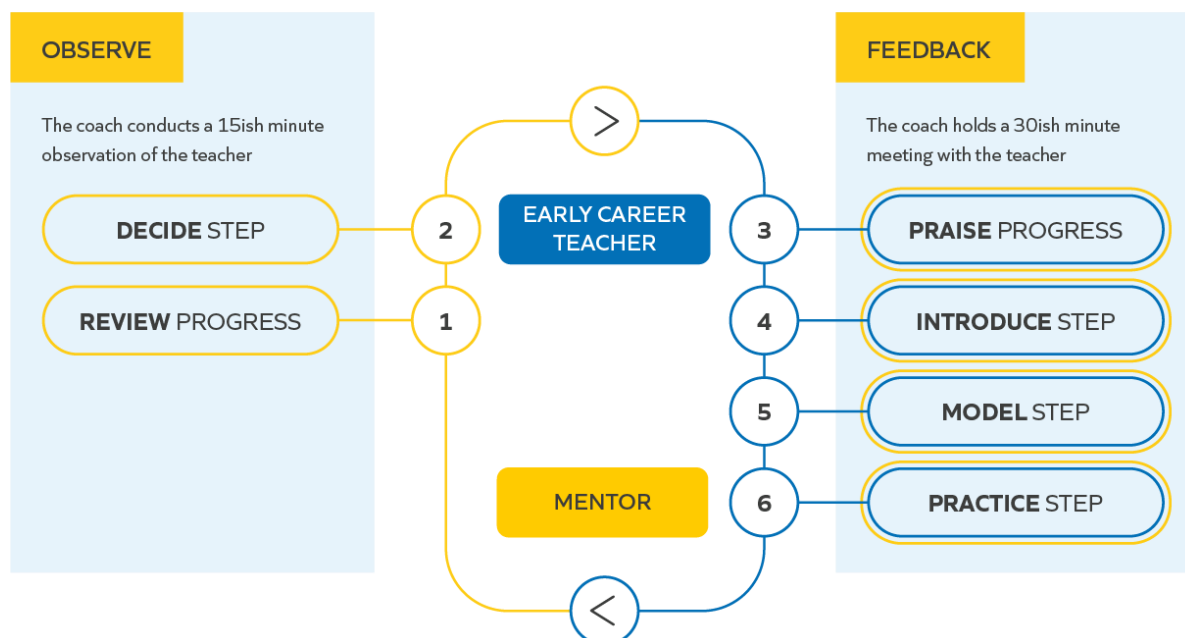 OBSERVE
The coach conducts a 15ish minute
observation of the teacher
DECIDE STEP
2
REVIEW PROGRESS
1
>
EARLY CAREER
TEACHER
MENTOR
<
FEEDBACK
The coach holds a 30ish minute
meeting with the teacher
3
PRAISE PROGRESS
4
INTRODUCE STEP
5
MODEL STEP
6
PRACTICE STEP